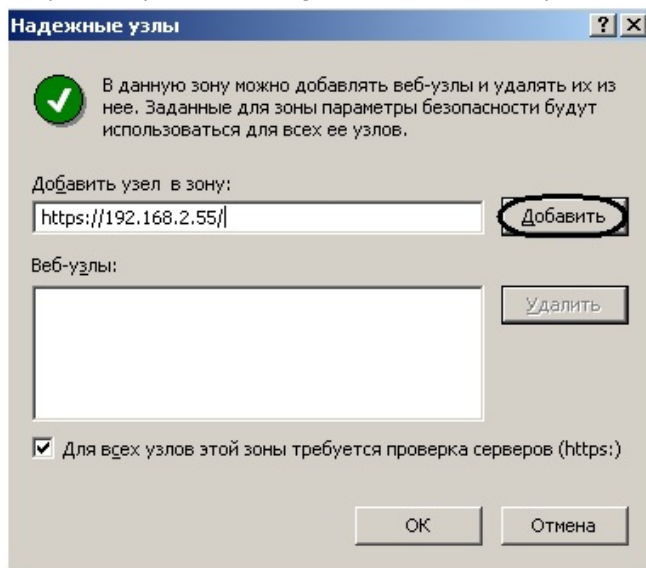 Надежные узлы
В данную зону можно добавлять веб-узлы и удалять их из
нее. Заданные для зоны параметры безопасности будут
использоваться для всех ее узлов.
Добавить узел в зону:
https://192.168.2.55/
Добавить
Веб-узлы:
Удалить
Для всех узлов этой зоны требуется проверка серверов (https:)
ОК
Отмена